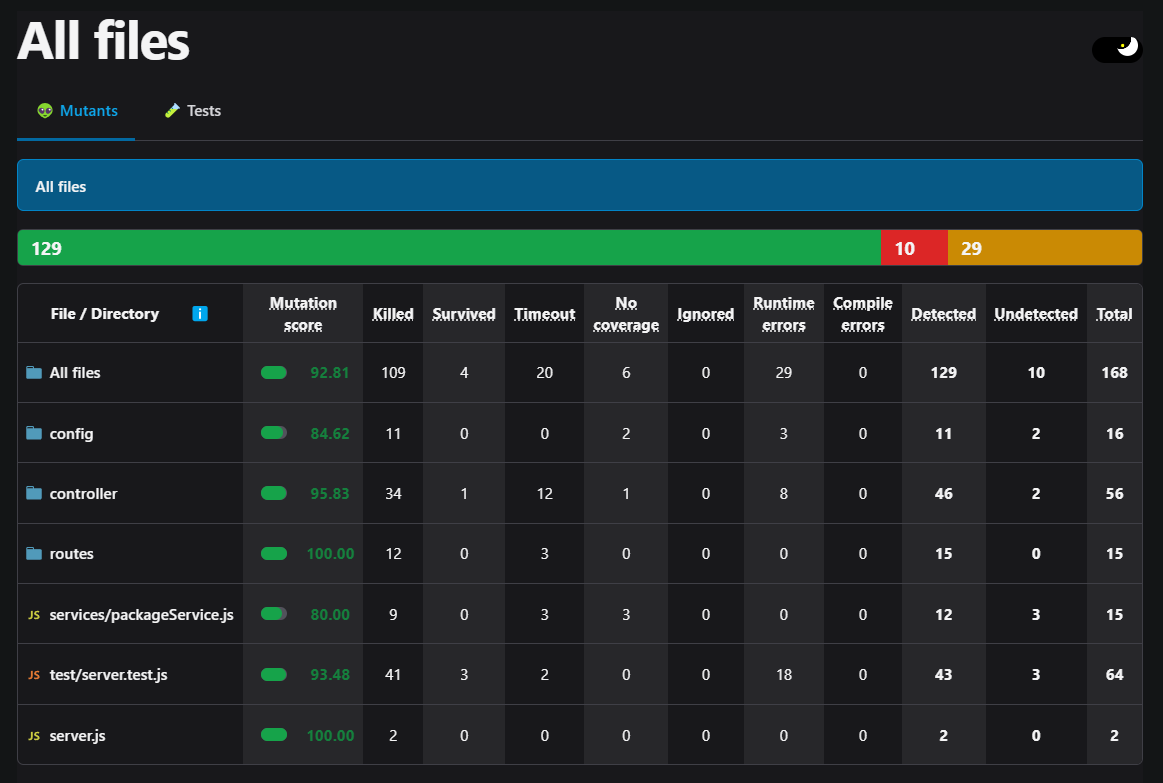 All files
Mutants Tests
All files
129 10 29
File / Directory Mutation score Killed Survived Timeout No coverage Ignored Runtime errors Compile errors Detected Undetected Total
All files 92.81 109 4 20 6 0 29 0 129 10 168
config 84.62 11 0 0 2 0 3 0 11 2 16
controller 95.83 34 1 12 1 0 8 0 46 2 56
routes 100.00 12 0 3 0 0 0 0 15 0 15
JS services/packageService.js 80.00 9 0 3 3 0 0 0 12 3 15
JS test/server.test.js 93.48 41 3 2 0 0 18 0 43 3 64
JS server.js 100.00 2 0 0 0 0 0 0 2 0 2